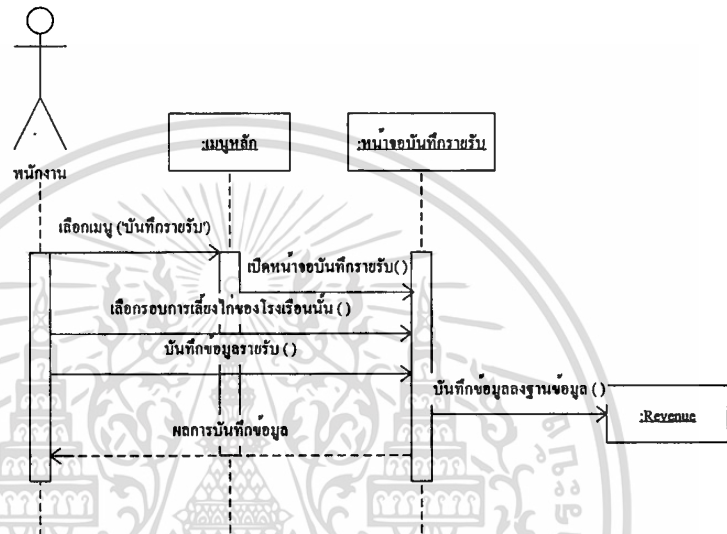 :เมนูหลัก
:หน้าจอบันทึกรายรับ
พนักงาน
เลือกเมนู ('บันทึกรายรับ')
เปิดหน้าจอบันทึกรายรับ()
เลือกรอบการเลี้ยงไก่ของโรงเรือนนั้น ()
บันทึกข้อมูลรายรับ ()
บันทึกข้อมูลลงฐานข้อมูล ()
:Revenue
ผลการบันทึกข้อมูล